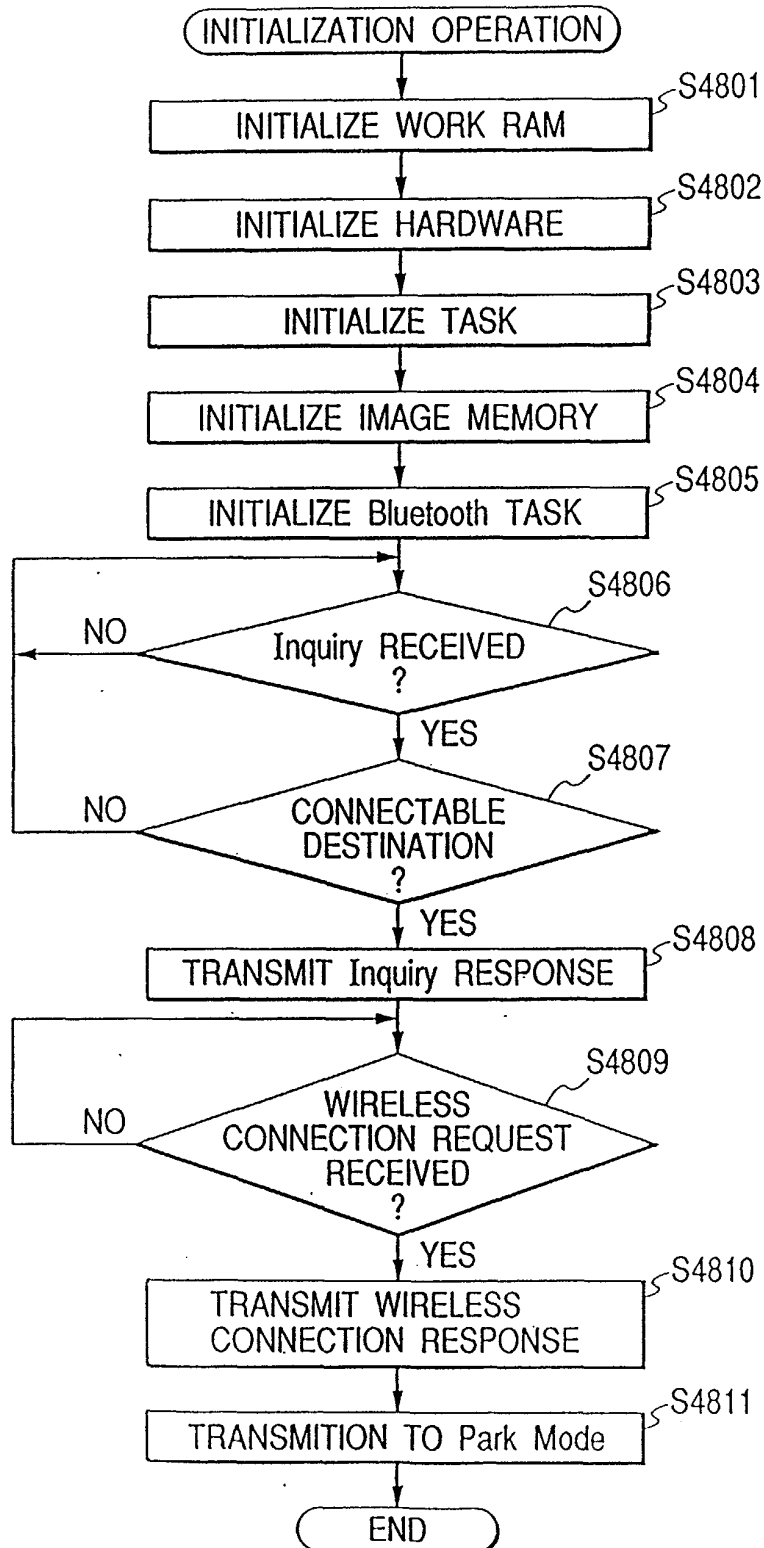 INITIALIZATION OPERATION
S4801
INITIALIZE WORK RAM
S4802
INITIALIZE HARDWARE
S4803
INITIALIZE TASK
S4804
INITIALIZE IMAGE MEMORY
S4805
INITIALIZE Bluetooth TASK
S4806
NO
Inquiry RECEIVED
?
YES
S4807
NO
CONNECTABLE
DESTINATION
?
YES
S4808
TRANSMIT Inquiry RESPONSE
S4809
NO
WIRELESS
CONNECTION REQUEST
RECEIVED
?
YES
S4810
TRANSMIT WIRELESS
CONNECTION RESPONSE
S4811
TRANSMITION TO Park Mode
END